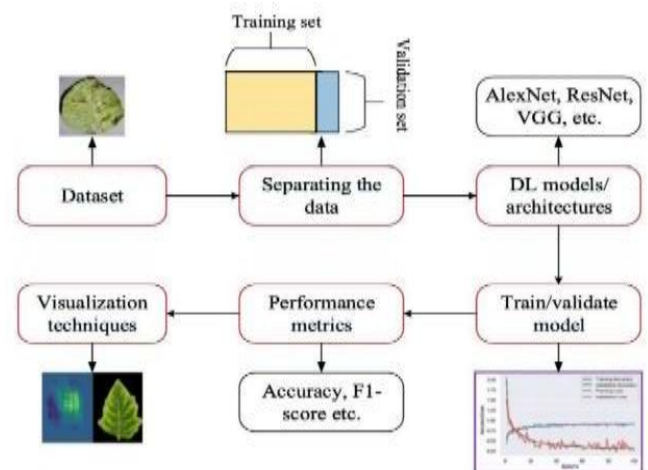 Training set
Validation set
AlexNet, ResNet,
VGG, etc.
Dataset
Separating the
data
DL models/
architectures
Visualization
techniques
Performance
metrics
Train/validate
model
Accuracy, F1-
score etc.